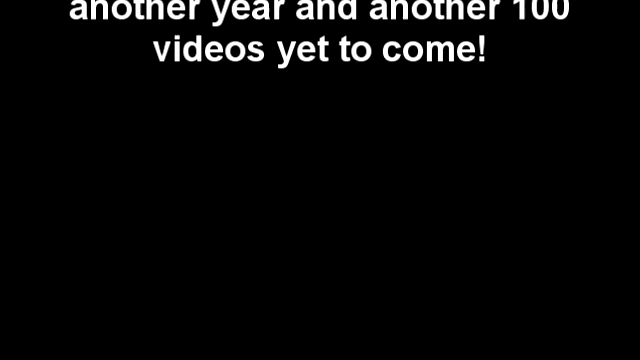 another year and another 100
videos yet to come!